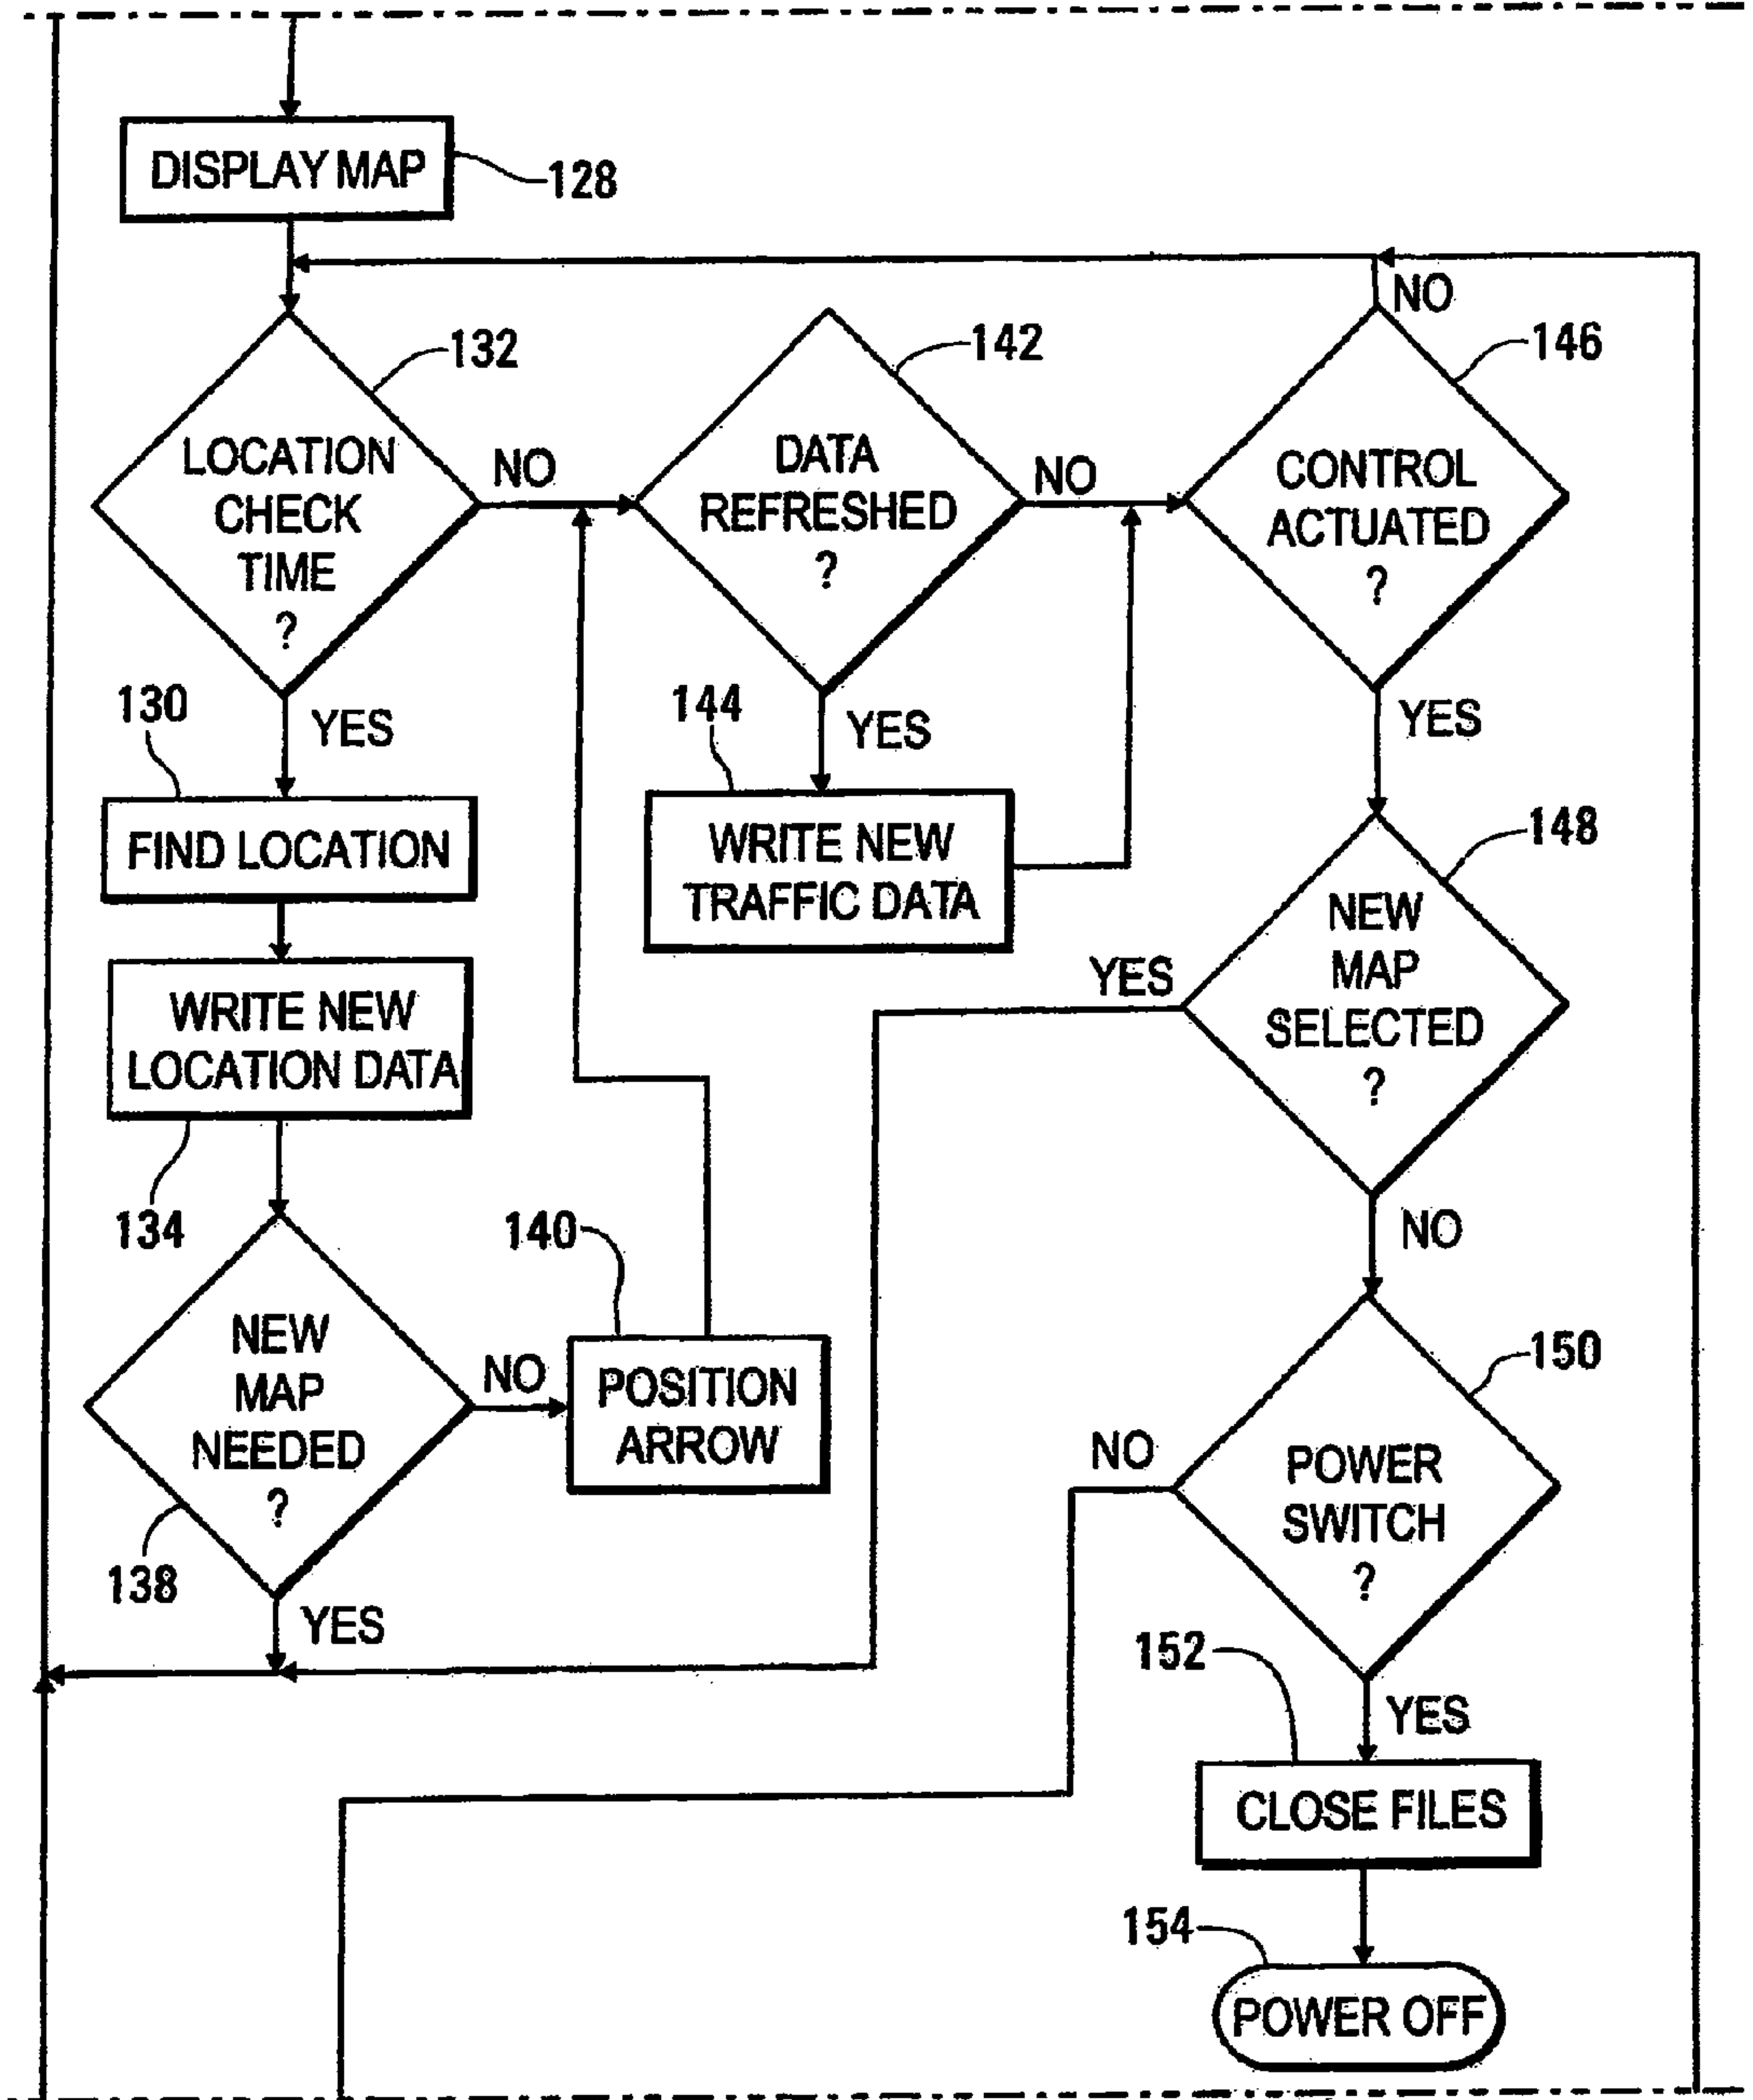 DISPLAY MAP
128
NO
132
142
146
LOCATION
CHECK
TIME
?
NO
DATA
REFRESHED
?
NO
CONTROL
ACTUATED
?
130
YES
144
YES
YES
FIND LOCATION
WRITE NEW
TRAFFIC DATA
148
NEW
MAP
SELECTED
?
YES
WRITE NEW
LOCATION DATA
134
140
NO
NEW
MAP
NEEDED
?
NO
POSITION
ARROW
150
NO
POWER
SWITCH
?
138
YES
152
YES
CLOSE FILES
154
POWER OFF